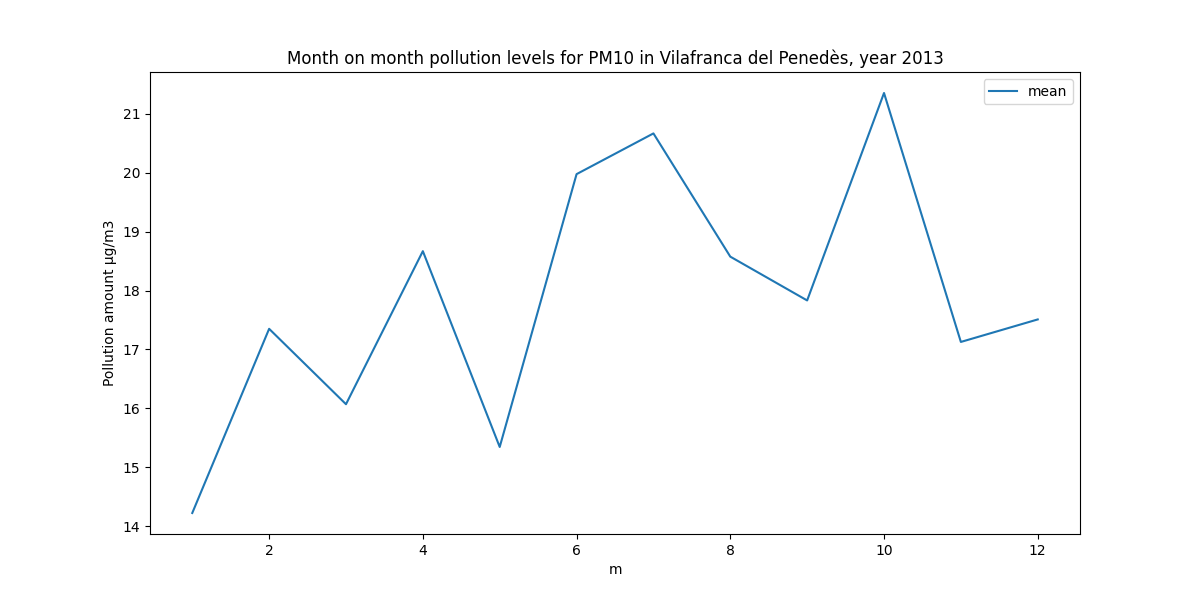 Month on month pollution levels for PM10 in Vilafranca del Penedès, year 2013
mean
Pollution amount µg/m3
21
20
19
18
17
16
15
14
2 4 6 8 10 12
m